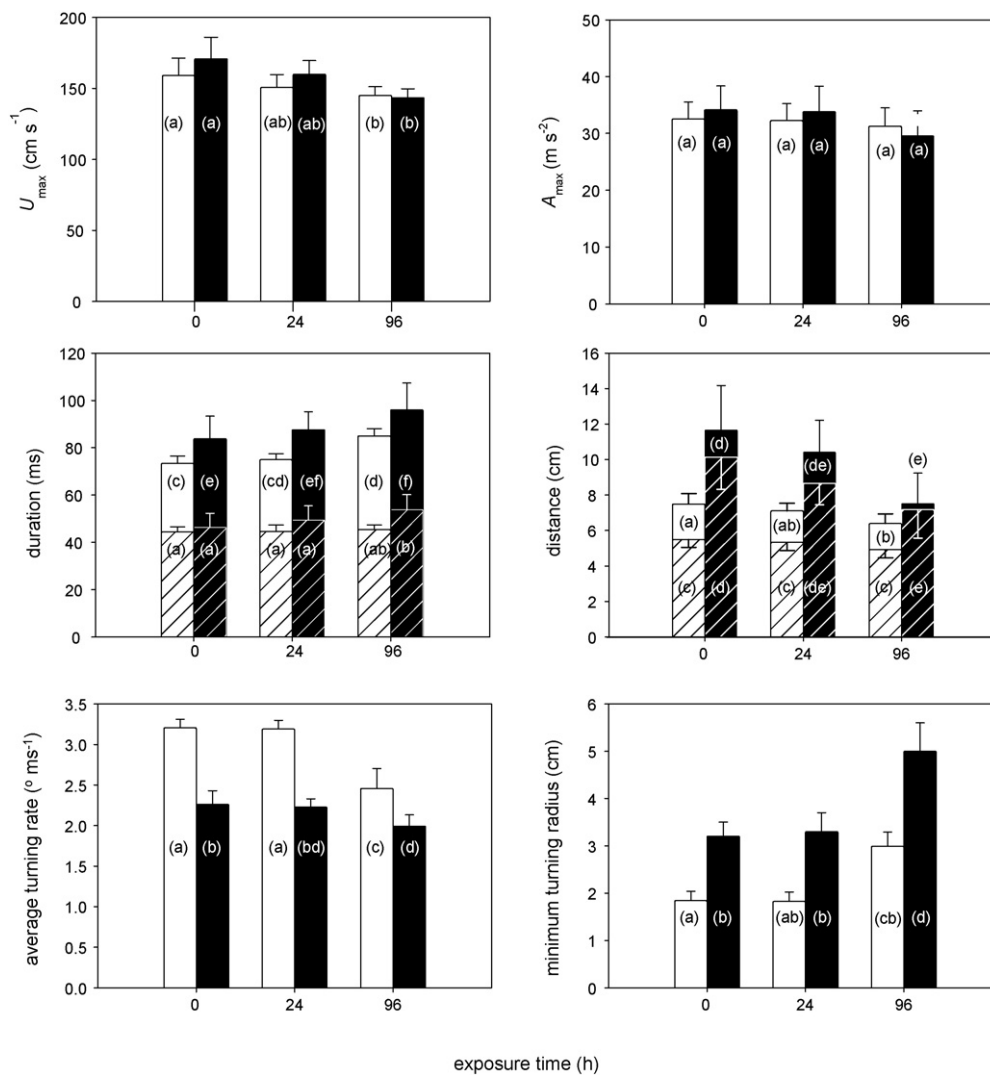 200
150
100
50
0
U max (cm s-1)
(a) (a) (ab) (ab) (b) (b)
0 24 96
50
40
30
20
10
0
A max (m s-2)
(a) (a) (a) (a) (a) (a)
0 24 96
120
100
80
60
40
20
0
duration (ms)
(c) (e) (cd) (ef) (d) (f)
(a) (a) (a) (a) (ab) (b)
0 24 96
16
14
12
10
8
6
4
2
0
distance (cm)
(d) (de) (e)
(a) (ab) (b)
(c) (d) (c) (de) (c) (e)
0 24 96
3.5
3.0
2.5
2.0
1.5
1.0
0.5
0.0
average turning rate (º ms-1)
(a) (b) (a) (bd) (c) (d)
0 24 96
6
5
4
3
2
1
0
minimum turning radius (cm)
(a) (b) (ab) (b) (cb) (d)
0 24 96
exposure time (h)